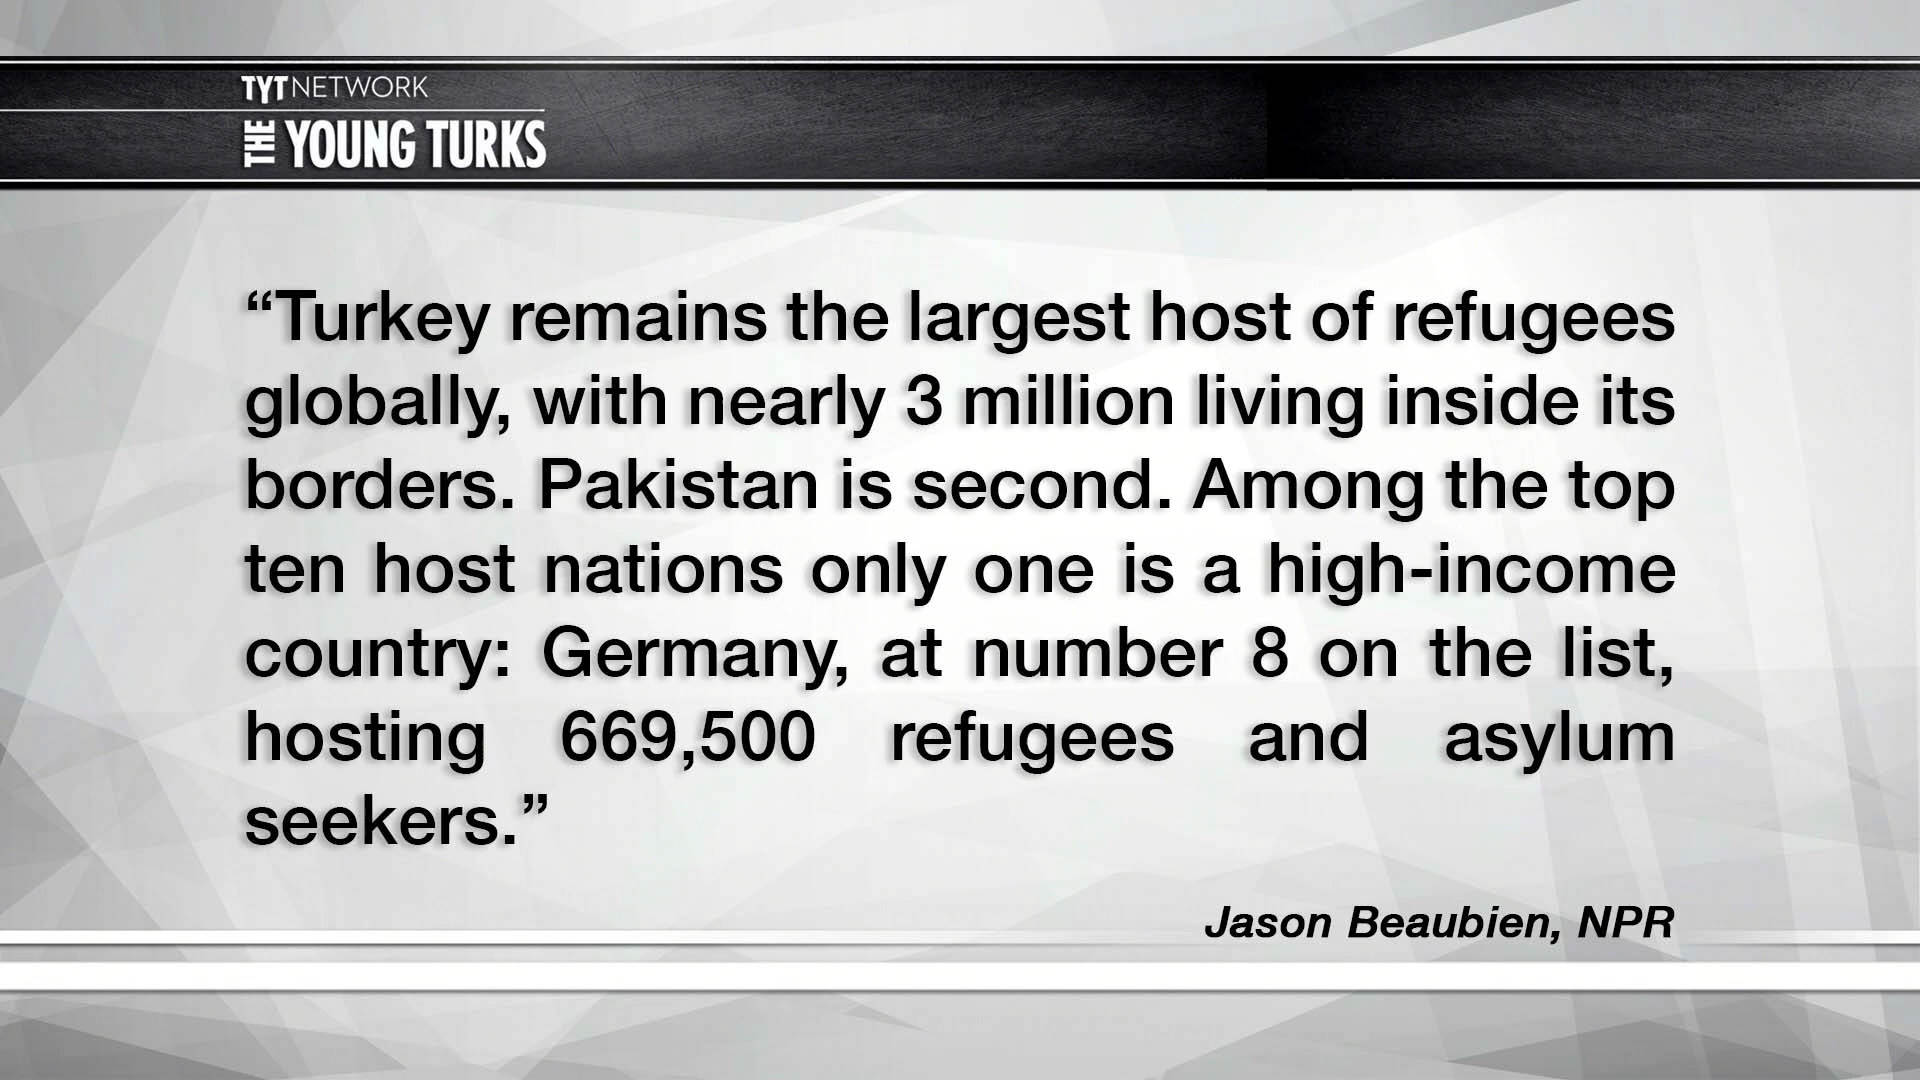 TYT NETWORK
THE YOUNG TURKS
“Turkey remains the largest host of refugees
globally, with nearly 3 million living inside its
borders. Pakistan is second. Among the top
ten host nations only one is a high-income
country: Germany, at number 8 on the list,
hosting 669,500 refugees and asylum
seekers.”
Jason Beaubien, NPR